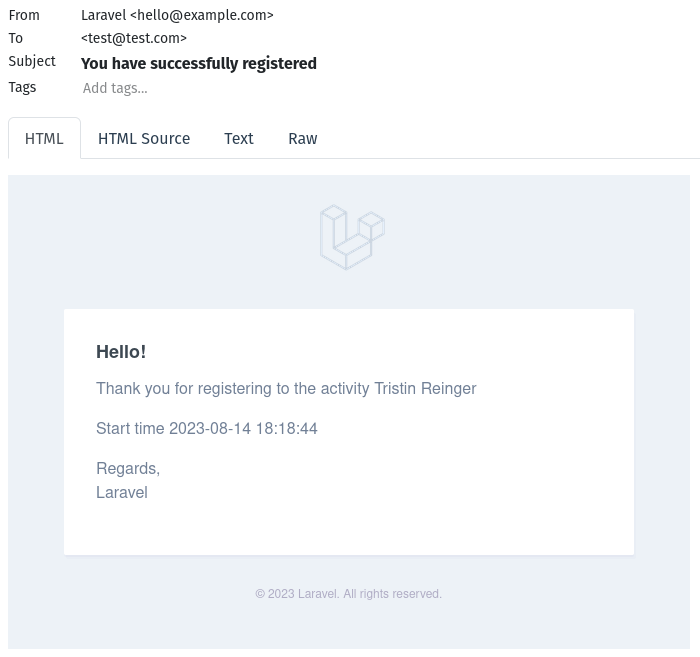 From Laravel <hello@example.com>
To <test@test.com>
Subject You have successfully registered
Tags Add tags...
HTML HTML Source Text Raw
Hello!
Thank you for registering to the activity Tristin Reinger
Start time 2023-08-14 18:18:44
Regards,
Laravel
© 2023 Laravel. All rights reserved.